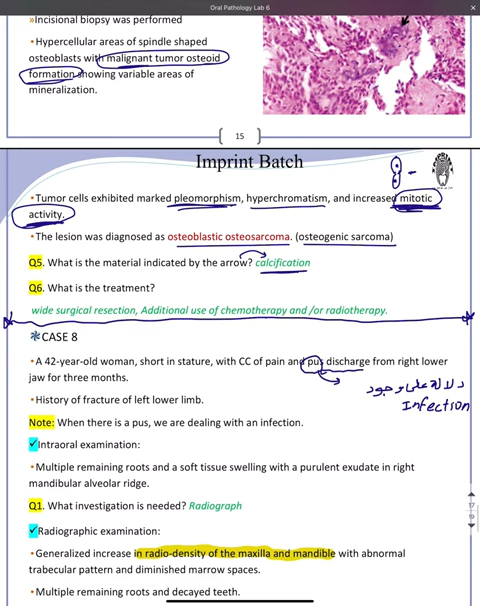 Oral Pathology Lab 6
»Incisional biopsy was performed
•Hypercellular areas of spindle shaped
osteoblasts with malignant tumor osteoid
formation showing variable areas of
mineralization.
15
Imprint Batch
•Tumor cells exhibited marked pleomorphism, hyperchromatism, and increased mitotic
activity.
•The lesion was diagnosed as osteoblastic osteosarcoma. (osteogenic sarcoma)
Q5. What is the material indicated by the arrow? calcification
Q6. What is the treatment?
wide surgical resection, Additional use of chemotherapy and /or radiotherapy.
CASE 8
•A 42-year-old woman, short in stature, with CC of pain and pus discharge from right lower
jaw for three months.
دلالة على وجود
Infection
•History of fracture of left lower limb.
Note: When there is a pus, we are dealing with an infection.
✓Intraoral examination:
•Multiple remaining roots and a soft tissue swelling with a purulent exudate in right
mandibular alveolar ridge.
Q1. What investigation is needed? Radiograph
✓Radiographic examination:
•Generalized increase in radio-density of the maxilla and mandible with abnormal
trabecular pattern and diminished marrow spaces.
•Multiple remaining roots and decayed teeth.
17